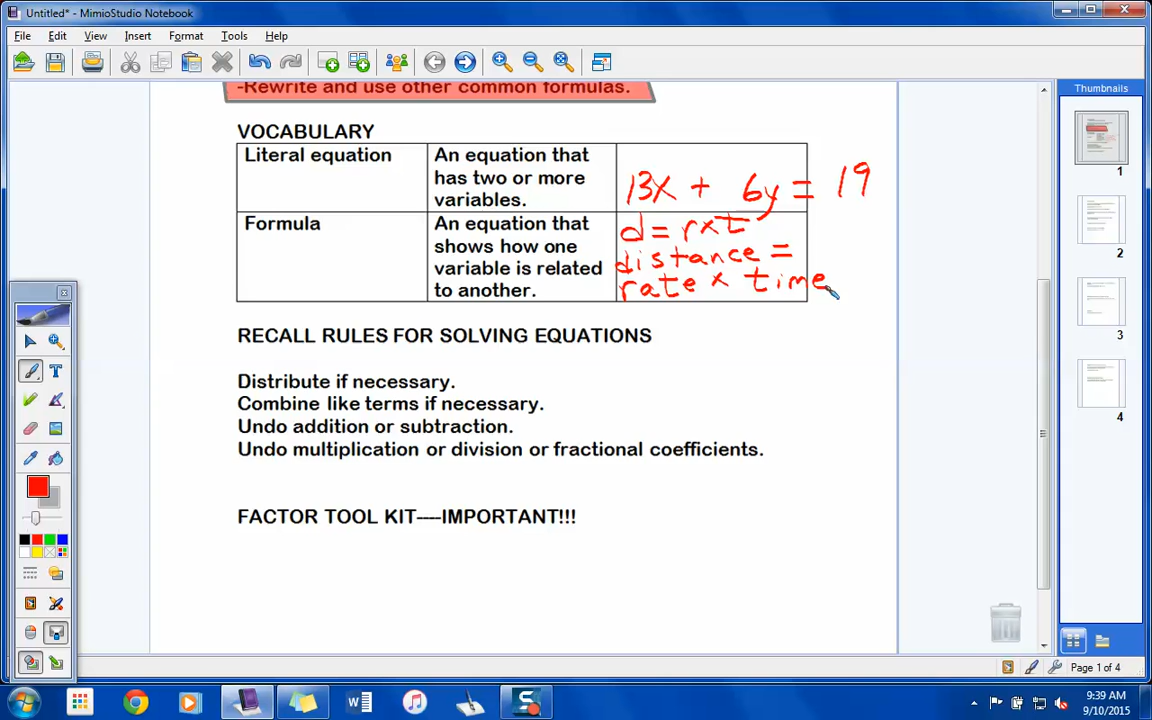 Untitled* - MimioStudio Notebook
File Edit View Insert Format Tools Help
-Rewrite and use other common formulas.
Thumbnails
VOCABULARY
Literal equation
An equation that
has two or more
variables.
13x + 6y = 19
Formula
An equation that
shows how one
variable is related
to another.
d = rxt
distance =
rate x time
RECALL RULES FOR SOLVING EQUATIONS
Distribute if necessary.
Combine like terms if necessary.
Undo addition or subtraction.
Undo multiplication or division or fractional coefficients.
FACTOR TOOL KIT----IMPORTANT!!!
1
2
3
4
Page 1 of 4
9:39 AM
9/10/2015